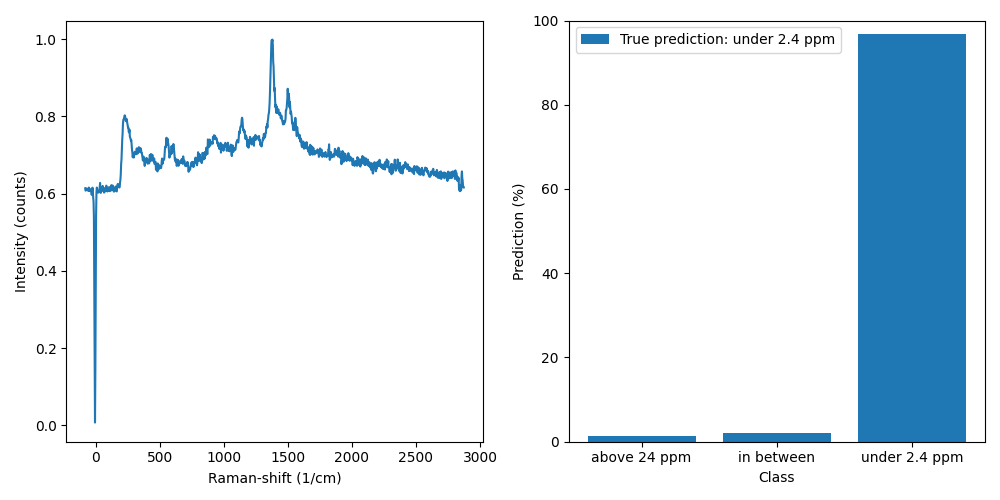 1.0
0.8
0.6
0.4
0.2
0.0
Intensity (counts)
0 500 1000 1500 2000 2500 3000
Raman-shift (1/cm)
100
80
60
40
20
0
Prediction (%)
True prediction: under 2.4 ppm
above 24 ppm in between under 2.4 ppm
Class